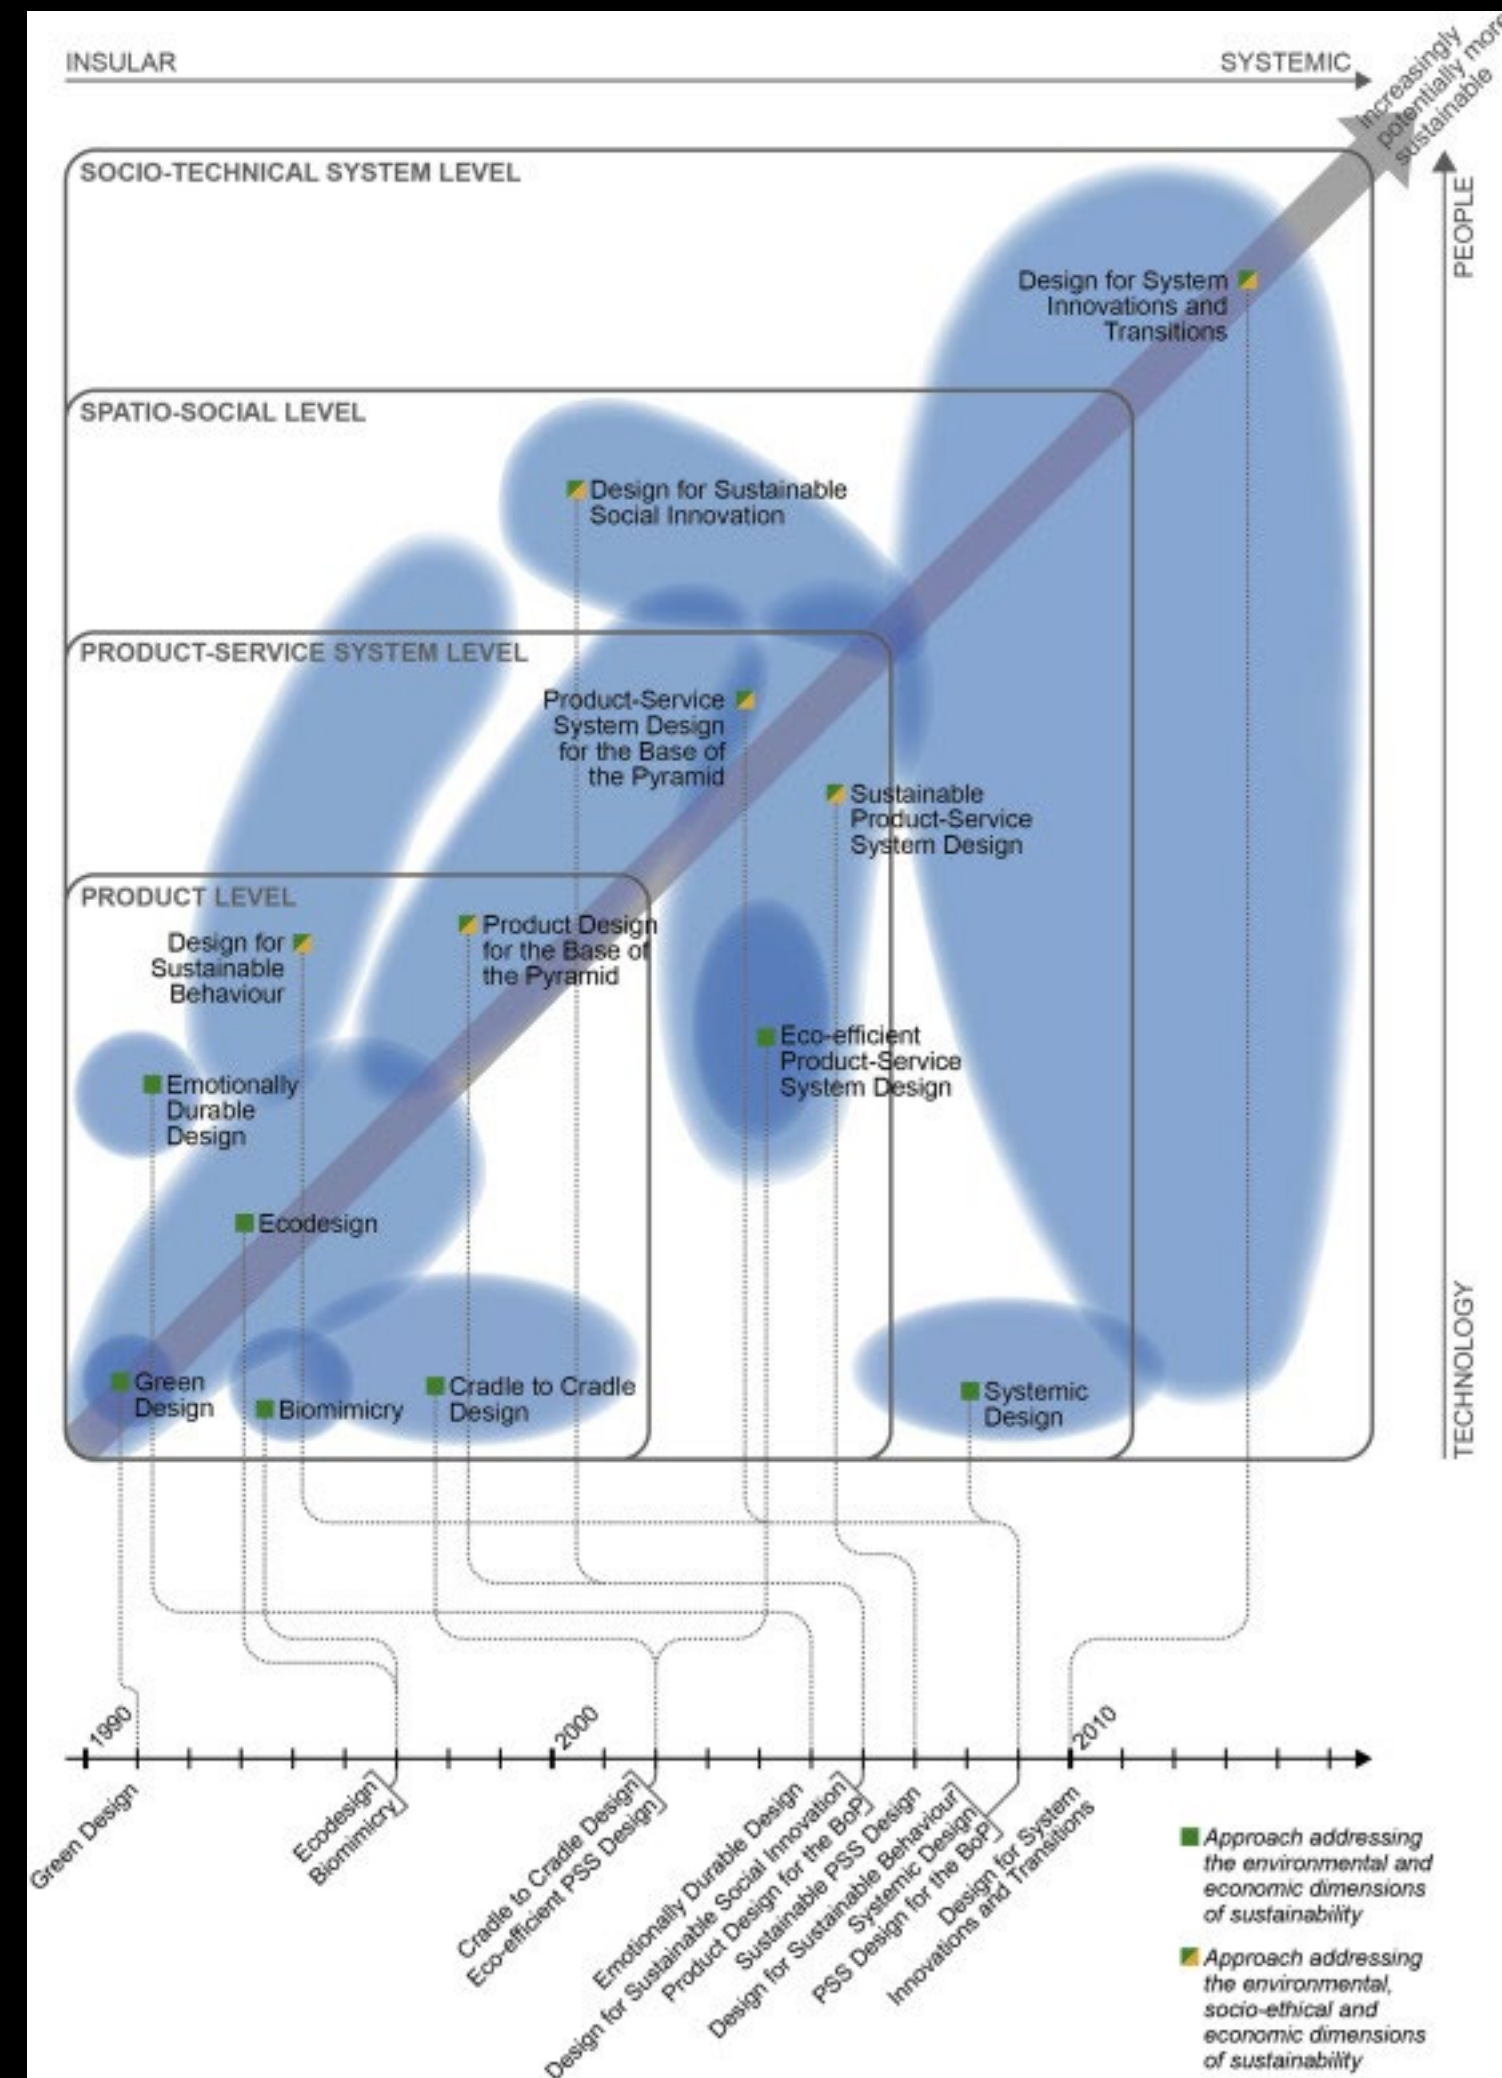 INSULAR
SYSTEMIC
Increasingly
potentially more
sustainable
PEOPLE
TECHNOLOGY
SOCIO-TECHNICAL SYSTEM LEVEL
Design for System
Innovations and
Transitions
SPATIO-SOCIAL LEVEL
Design for Sustainable
Social Innovation
PRODUCT-SERVICE SYSTEM LEVEL
Product-Service
System Design
for the Base of
the Pyramid
Sustainable
Product-Service
System Design
PRODUCT LEVEL
Design for
Sustainable
Behaviour
Product Design
for the Base of
the Pyramid
Eco-efficient
Product-Service
System Design
Emotionally
Durable
Design
Ecodesign
Green
Design
Biomimicry
Cradle to Cradle
Design
Systemic
Design
1990
2000
2010
Green Design
Ecodesign
Biomimicry
Cradle to Cradle Design
Eco-efficient PSS Design
Emotionally Durable Design
Design for Sustainable Social Innovation
Product Design for the BoP
Sustainable PSS Design
Design for Sustainable Behaviour
Systemic Design
PSS Design for the BoP
Design for System
Innovations and Transitions
Approach addressing
the environmental and
economic dimensions
of sustainability
Approach addressing
the environmental,
socio-ethical and
economic dimensions
of sustainability